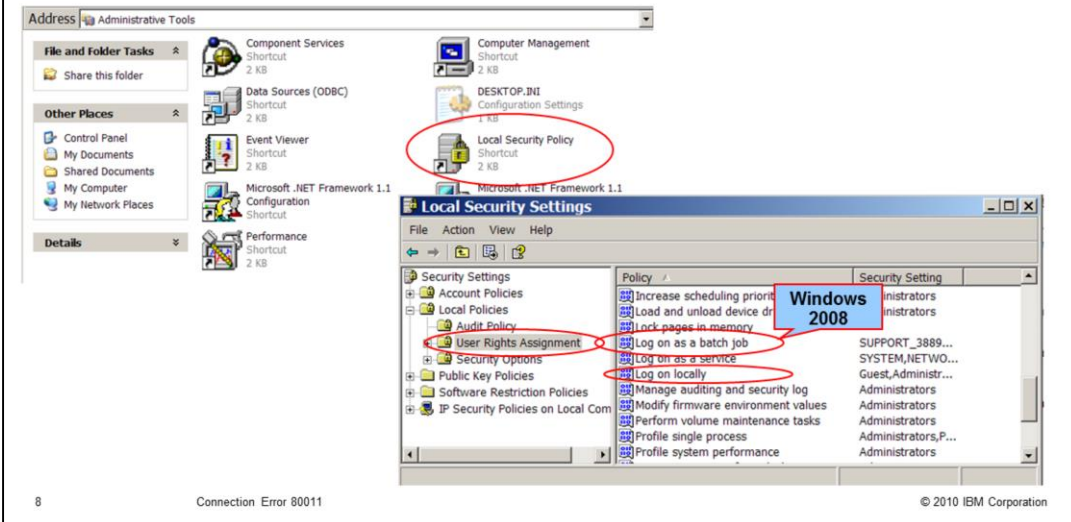 Address Administrative Tools
File and Folder Tasks
Share this folder
Other Places
Control Panel
My Documents
Shared Documents
My Computer
My Network Places
Details
Component Services
Shortcut
2 KB
Computer Management
Shortcut
2 KB
Data Sources (ODBC)
Shortcut
2 KB
DESKTOP.INI
Configuration Settings
1 KB
Event Viewer
Shortcut
2 KB
Local Security Policy
Shortcut
2 KB
Microsoft .NET Framework 1.1
Configuration
Shortcut
Microsoft .NET Framework 1.1
Performance
Shortcut
2 KB
Local Security Settings
File Action View Help
Security Settings
Account Policies
Local Policies
Audit Policy
User Rights Assignment
Security Options
Public Key Policies
Software Restriction Policies
IP Security Policies on Local Com
Policy Security Setting
Increase scheduling priorit
Load and unload device dr
Lock pages in memory
Log on as a batch job SUPPORT_3889...
Log on as a service SYSTEM,NETWO...
Log on locally Guest,Administr...
Manage auditing and security log Administrators
Modify firmware environment values Administrators
Perform volume maintenance tasks Administrators
Profile single process Administrators,P...
Profile system performance Administrators
Windows
2008
8 Connection Error 80011 © 2010 IBM Corporation